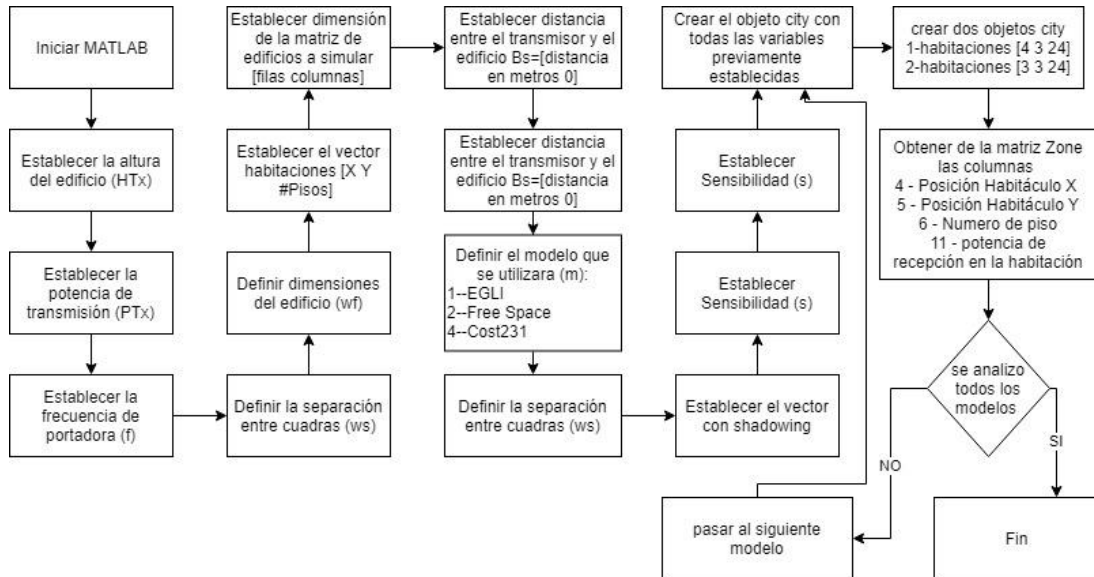 Iniciar MATLAB
Establecer la altura
del edificio (HTx)
Establecer la
potencia de
transmisión (PTx)
Establecer la
frecuencia de
portadora (f)
Definir la separación
entre cuadras (ws)
Definir dimensiones
del edificio (wf)
Establecer el vector
habitaciones [X Y
#Pisos]
Establecer dimensión
de la matriz de
edificios a simular
[filas columnas]
Establecer distancia
entre el transmisor y el
edificio Bs=[distancia
en metros 0]
Establecer distancia
entre el transmisor y el
edificio Bs=[distancia
en metros 0]
Definir el modelo que
se utilizara (m):
1--EGLI
2--Free Space
4--Cost231
Definir la separación
entre cuadras (ws)
Establecer el vector
con shadowing
Establecer
Sensibilidad (s)
Establecer
Sensibilidad (s)
Crear el objeto city con
todas las variables
previamente
establecidas
crear dos objetos city
1-habitaciones [4 3 24]
2-habitaciones [3 3 24]
Obtener de la matriz Zone
las columnas
4 - Posición Habitáculo X
5 - Posición Habitáculo Y
6 - Numero de piso
11 - potencia de
recepción en la habitación
se analizo
todos los
modelos
NO
SI
pasar al siguiente
modelo
Fin